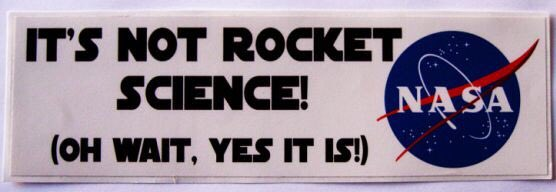 IT'S NOT ROCKET
SCIENCE!
(OH WAIT, YES IT IS!)
NASA